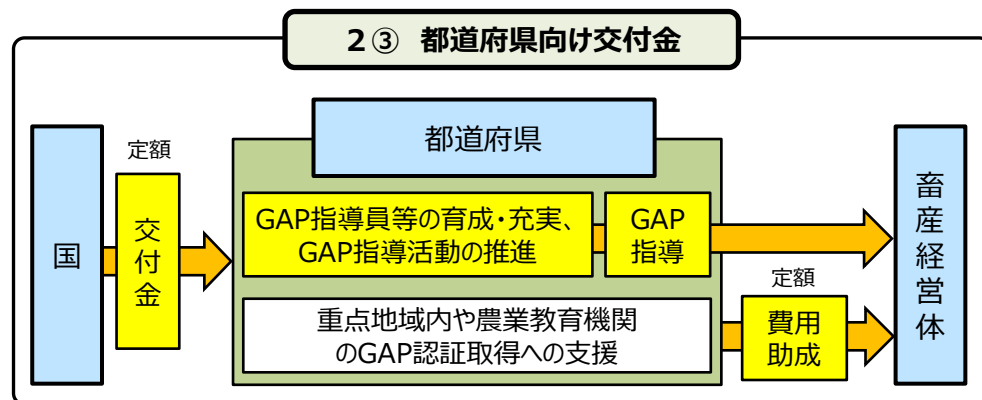 2③ 都道府県向け交付金
国
定額
交付金
都道府県
GAP指導員等の育成・充実、
GAP指導活動の推進
GAP
指導
重点地域内や農業教育機関
のGAP認証取得への支援
定額
費用
助成
畜産経営体